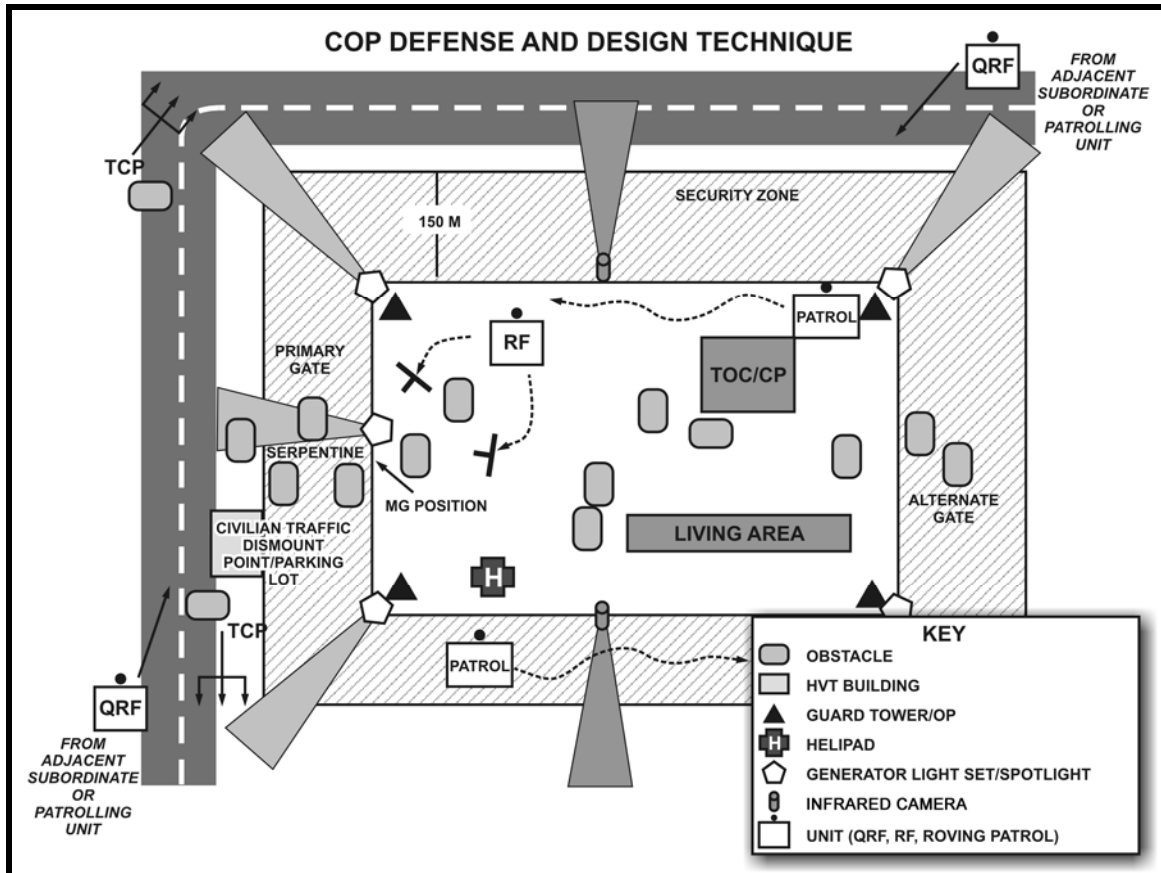 COP DEFENSE AND DESIGN TECHNIQUE
QRF
FROM
ADJACENT
SUBORDINATE
OR
PATROLLING
UNIT
TCP
150 M
SECURITY ZONE
PATROL
RF
PRIMARY
GATE
TOC/CP
SERPENTINE
MG POSITION
ALTERNATE
GATE
CIVILIAN TRAFFIC
DISMOUNT
POINT/PARKING
LOT
LIVING AREA
H
TCP
PATROL
QRF
FROM
ADJACENT
SUBORDINATE
OR
PATROLLING
UNIT
KEY
OBSTACLE
HVT BUILDING
GUARD TOWER/OP
H
HELIPAD
GENERATOR LIGHT SET/SPOTLIGHT
INFRARED CAMERA
UNIT (QRF, RF, ROVING PATROL)